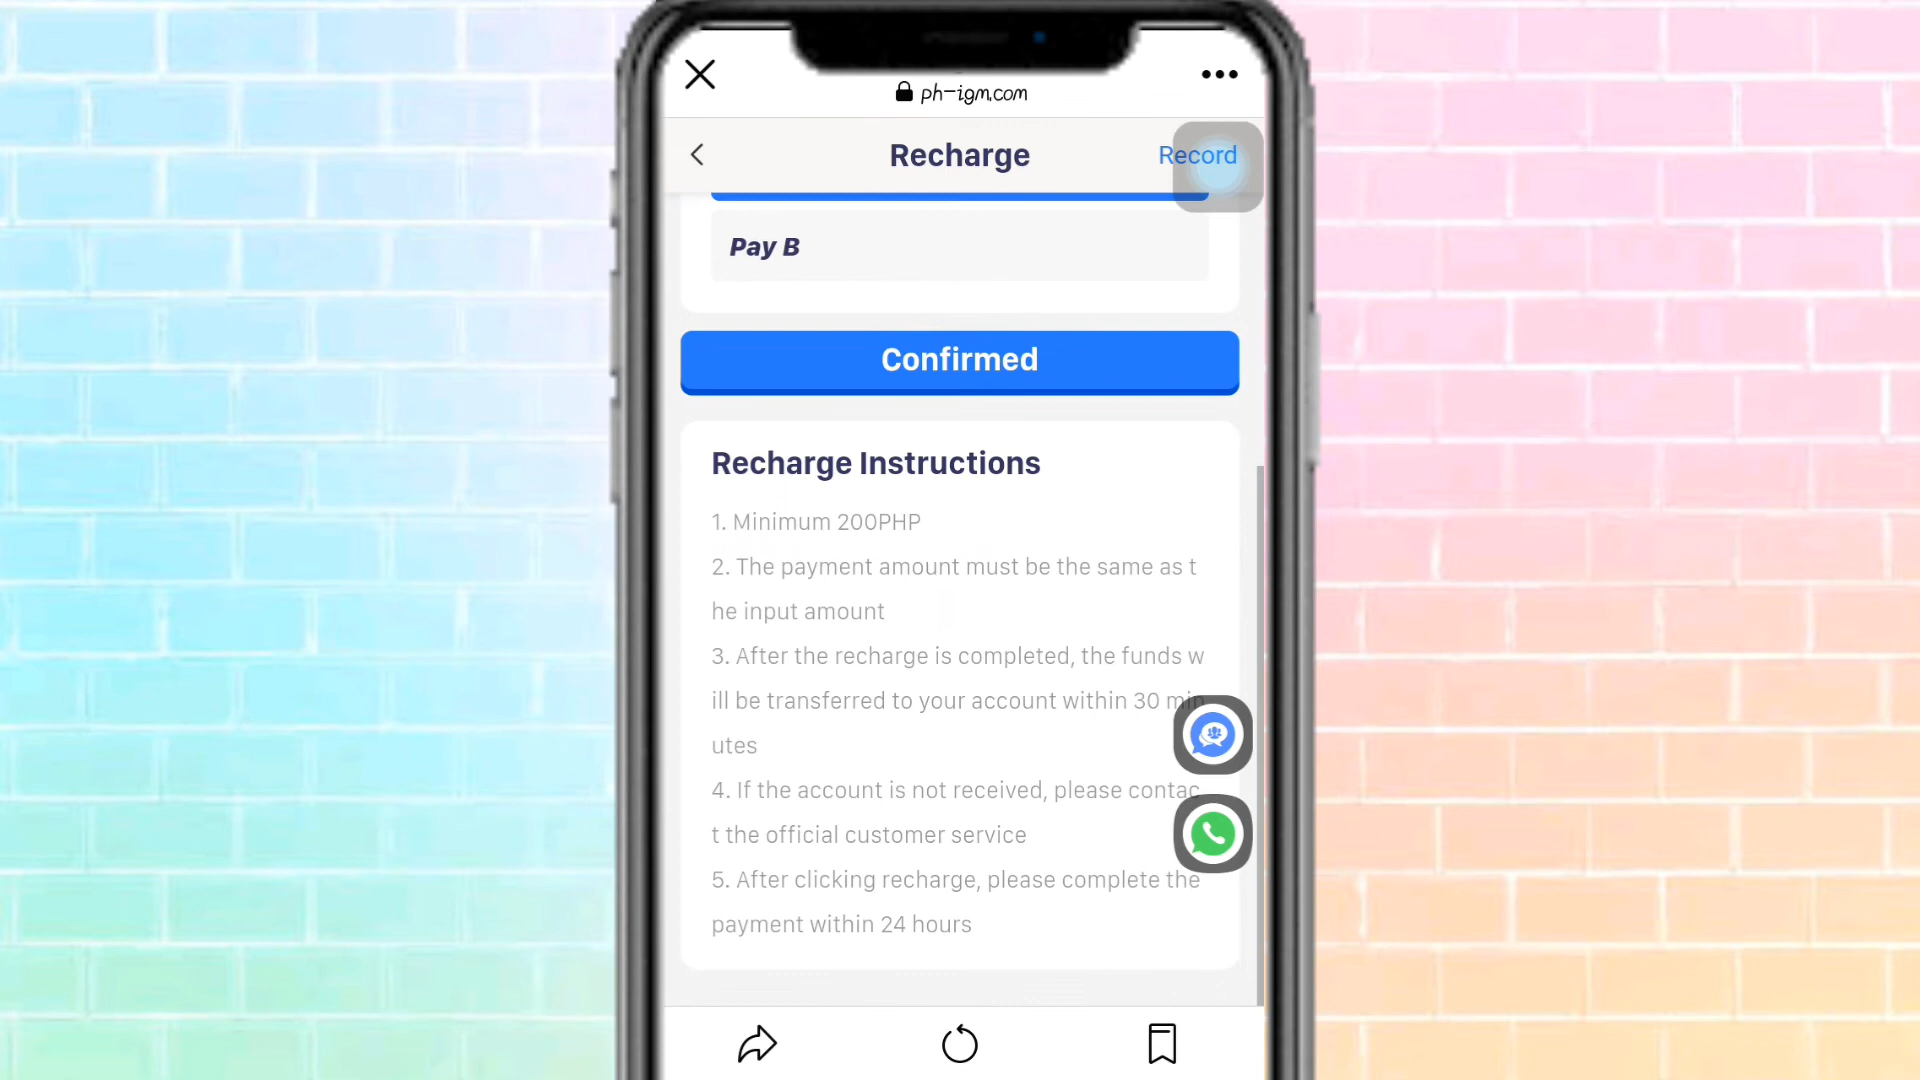 ph-igm.com
Recharge
Record
Pay B
Confirmed
Recharge Instructions
1. Minimum 200PHP
2. The payment amount must be the same as t
he input amount
3. After the recharge is completed, the funds w
ill be transferred to your account within 30 min
utes
4. If the account is not received, please contac
t the official customer service
5. After clicking recharge, please complete the
payment within 24 hours